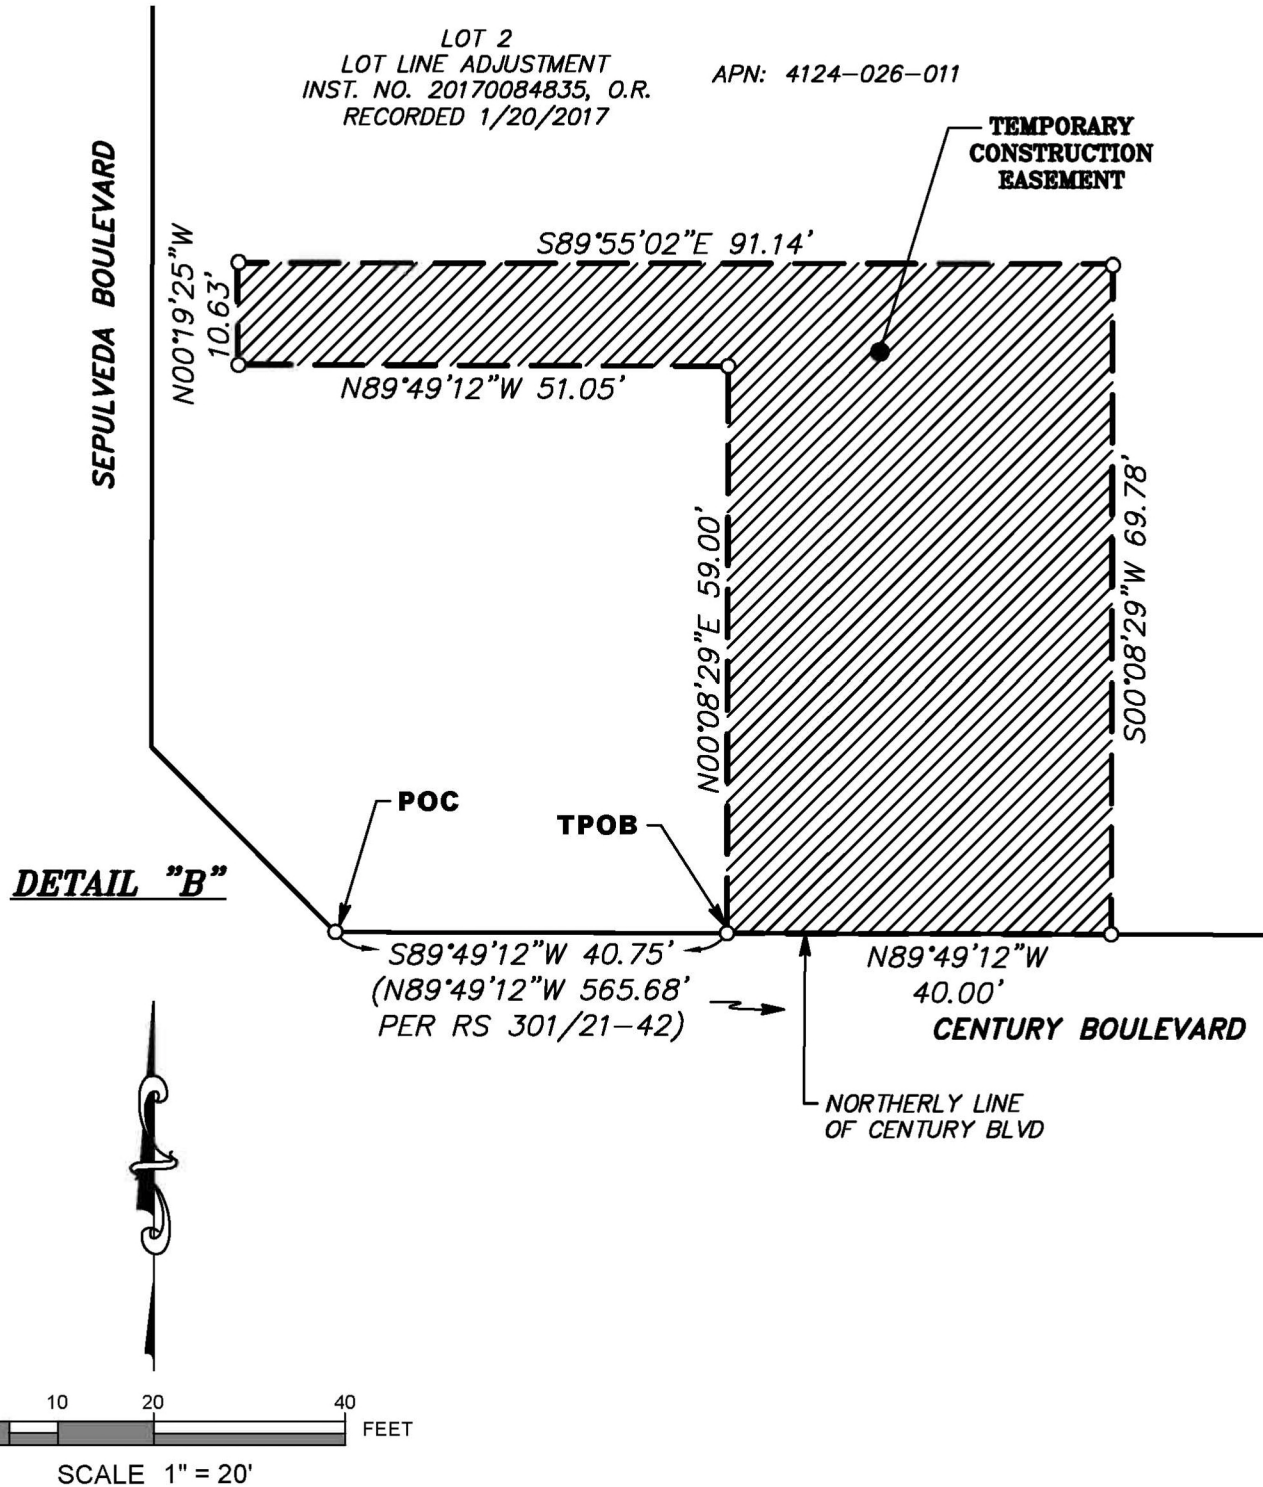 LOT 2
LOT LINE ADJUSTMENT
INST. NO. 20170084835, O.R.
RECORDED 1/20/2017
APN: 4124-026-011
TEMPORARY
CONSTRUCTION
EASEMENT
SEPULVEDA BOULEVARD
N00°19'25"W
10.63'
S89°55'02"E 91.14'
N89°49'12"W 51.05'
N00°08'29"E 59.00'
S00°08'29"W 69.78'
POC
TPOB
DETAIL "B"
S89°49'12"W 40.75'
(N89°49'12"W 565.68'
PER RS 301/21-42)
N89°49'12"W
40.00'
CENTURY BOULEVARD
NORTHERLY LINE
OF CENTURY BLVD
10 20 40
FEET
SCALE 1" = 20'